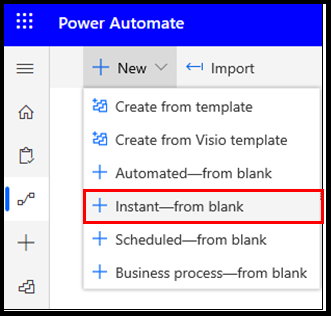 Power Automate
New
Import
Create from template
Create from Visio template
Automated—from blank
Instant—from blank
Scheduled—from blank
Business process—from blank